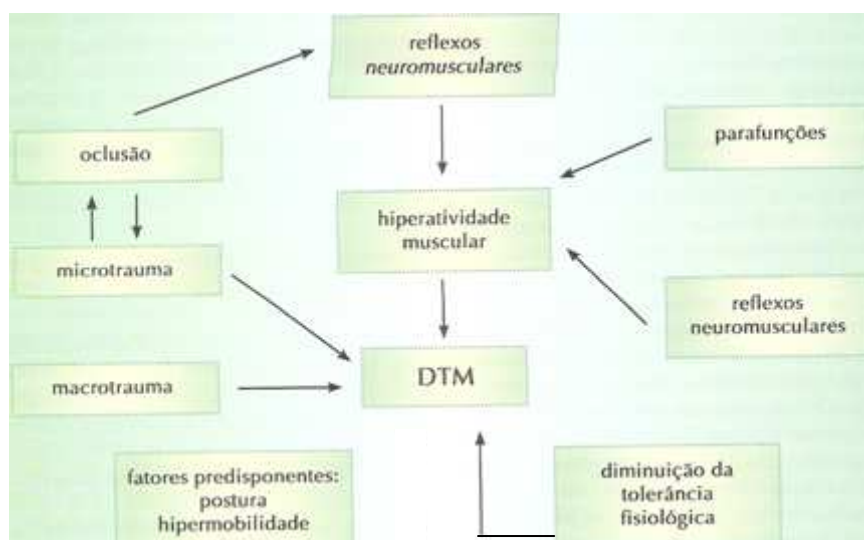 reflexos
neuromusculares
parafunções
oclusão
hiperatividade
muscular
microtrauma
reflexos
neuromusculares
DTM
macrotrauma
fatores predisponentes:
postura
hipermobilidade
diminuição da
tolerância
fisiológica